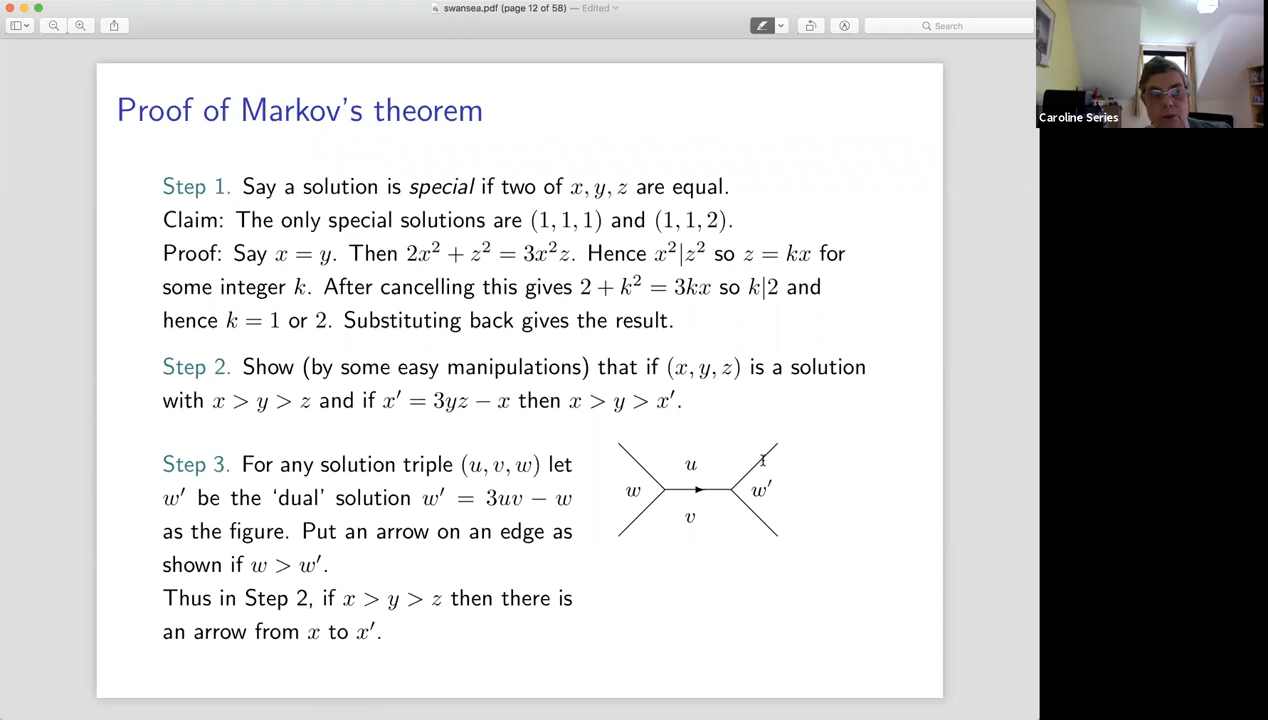 swansea.pdf (page 12 of 58) — Edited
Search
Caroline Series
Proof of Markov's theorem
Step 1. Say a solution is special if two of x, y, z are equal.
Claim: The only special solutions are (1, 1, 1) and (1, 1, 2).
Proof: Say x = y. Then 2x² + z² = 3x²z. Hence x²|z² so z = kx for
some integer k. After cancelling this gives 2 + k² = 3kx so k|2 and
hence k = 1 or 2. Substituting back gives the result.
Step 2. Show (by some easy manipulations) that if (x, y, z) is a solution
with x > y > z and if x′ = 3yz − x then x > y > x′.
Step 3. For any solution triple (u, v, w) let
w′ be the 'dual' solution w′ = 3uv − w
as the figure. Put an arrow on an edge as
shown if w > w′.
Thus in Step 2, if x > y > z then there is
an arrow from x to x′.
u
w
w′
v